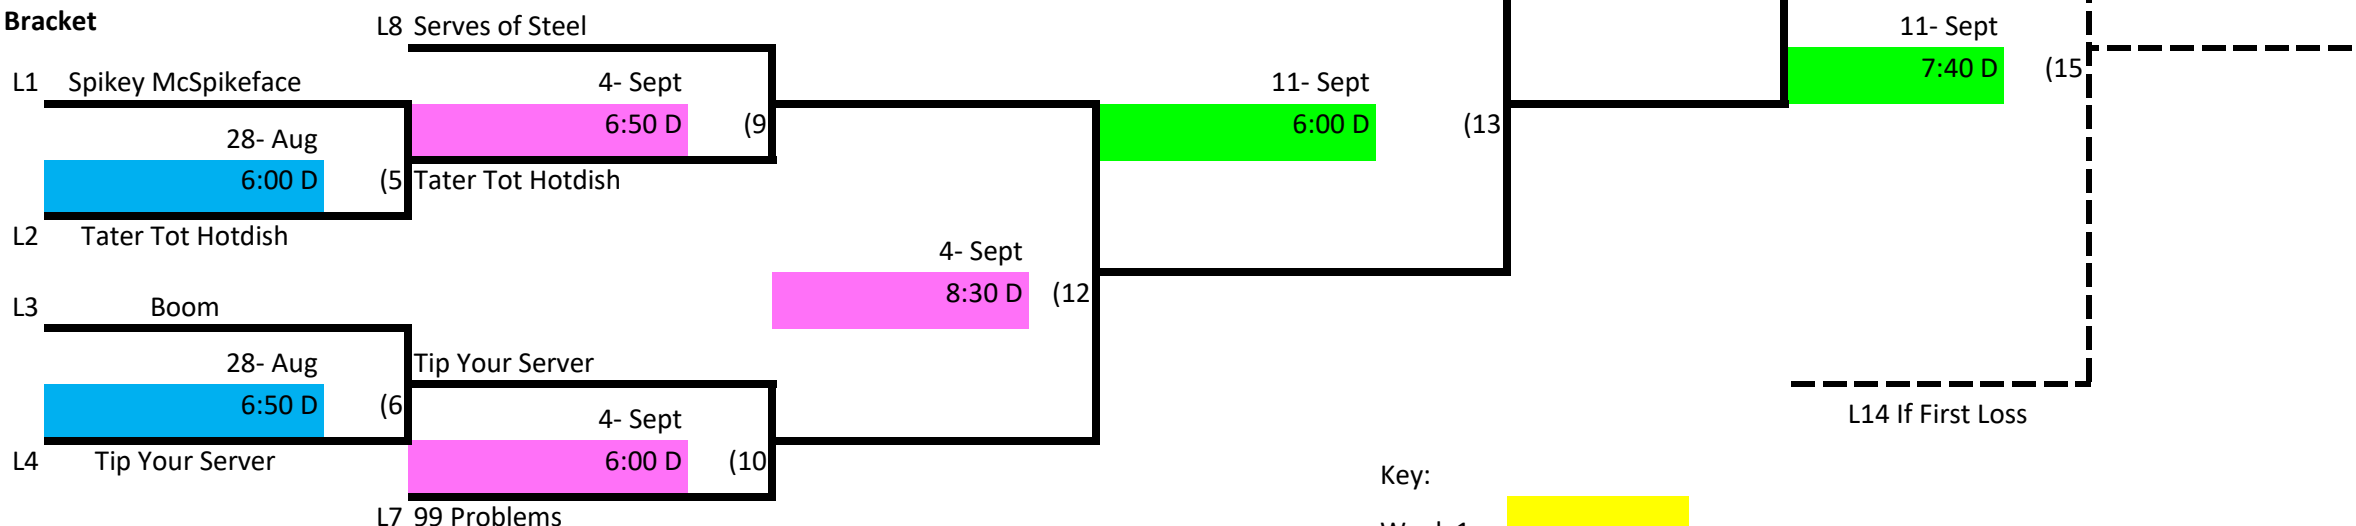 Bracket
L8 Serves of Steel
11- Sept
L1 Spikey McSpikeface
4- Sept
11- Sept
7:40 D (15
6:50 D (9
6:00 D (13
28- Aug
6:00 D (5
Tater Tot Hotdish
L2 Tater Tot Hotdish
4- Sept
8:30 D (12
L3 Boom
28- Aug
Tip Your Server
6:50 D (6
4- Sept
L14 If First Loss
L4 Tip Your Server
6:00 D (10
Key:
L7 99 Problems